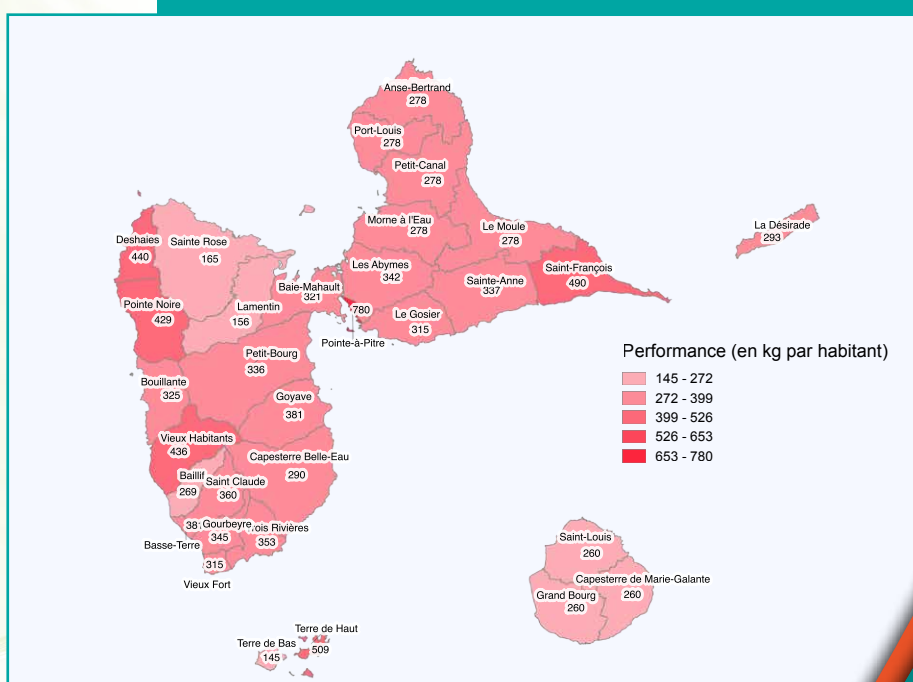 Anse-Bertrand
278
Port-Louis
278
Petit-Canal
278
Morne à l'Eau
278
Le Moule
278
La Désirade
293
Deshaies
440
Sainte Rose
165
Les Abymes
342
Sainte-Anne
337
Saint-François
490
Baie-Mahault
321
Pointe Noire
429
Lamentin
156
780
Le Gosier
315
Pointe-à-Pitre
Petit-Bourg
336
Performance (en kg par habitant)
145 - 272
272 - 399
399 - 526
526 - 653
653 - 780
Bouillante
325
Goyave
381
Vieux Habitants
436
Capesterre Belle-Eau
290
Baillif
269
Saint Claude
360
381
Gourbeyre
345
rois Rivières
353
Basse-Terre
315
Vieux Fort
Saint-Louis
260
Capesterre de Marie-Galante
260
Grand Bourg
260
Terre de Haut
509
Terre de Bas
145